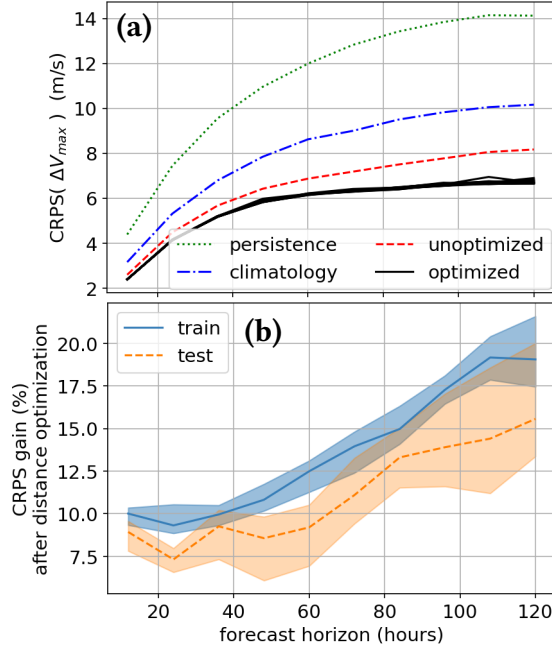 (a)
14
12
10
8
6
4
2
CRPS( ΔV_max ) (m/s)
persistence
climatology
unoptimized
optimized
(b)
train
test
20.0
17.5
15.0
12.5
10.0
7.5
CRPS gain (%)
after distance optimization
20 40 60 80 100 120
forecast horizon (hours)